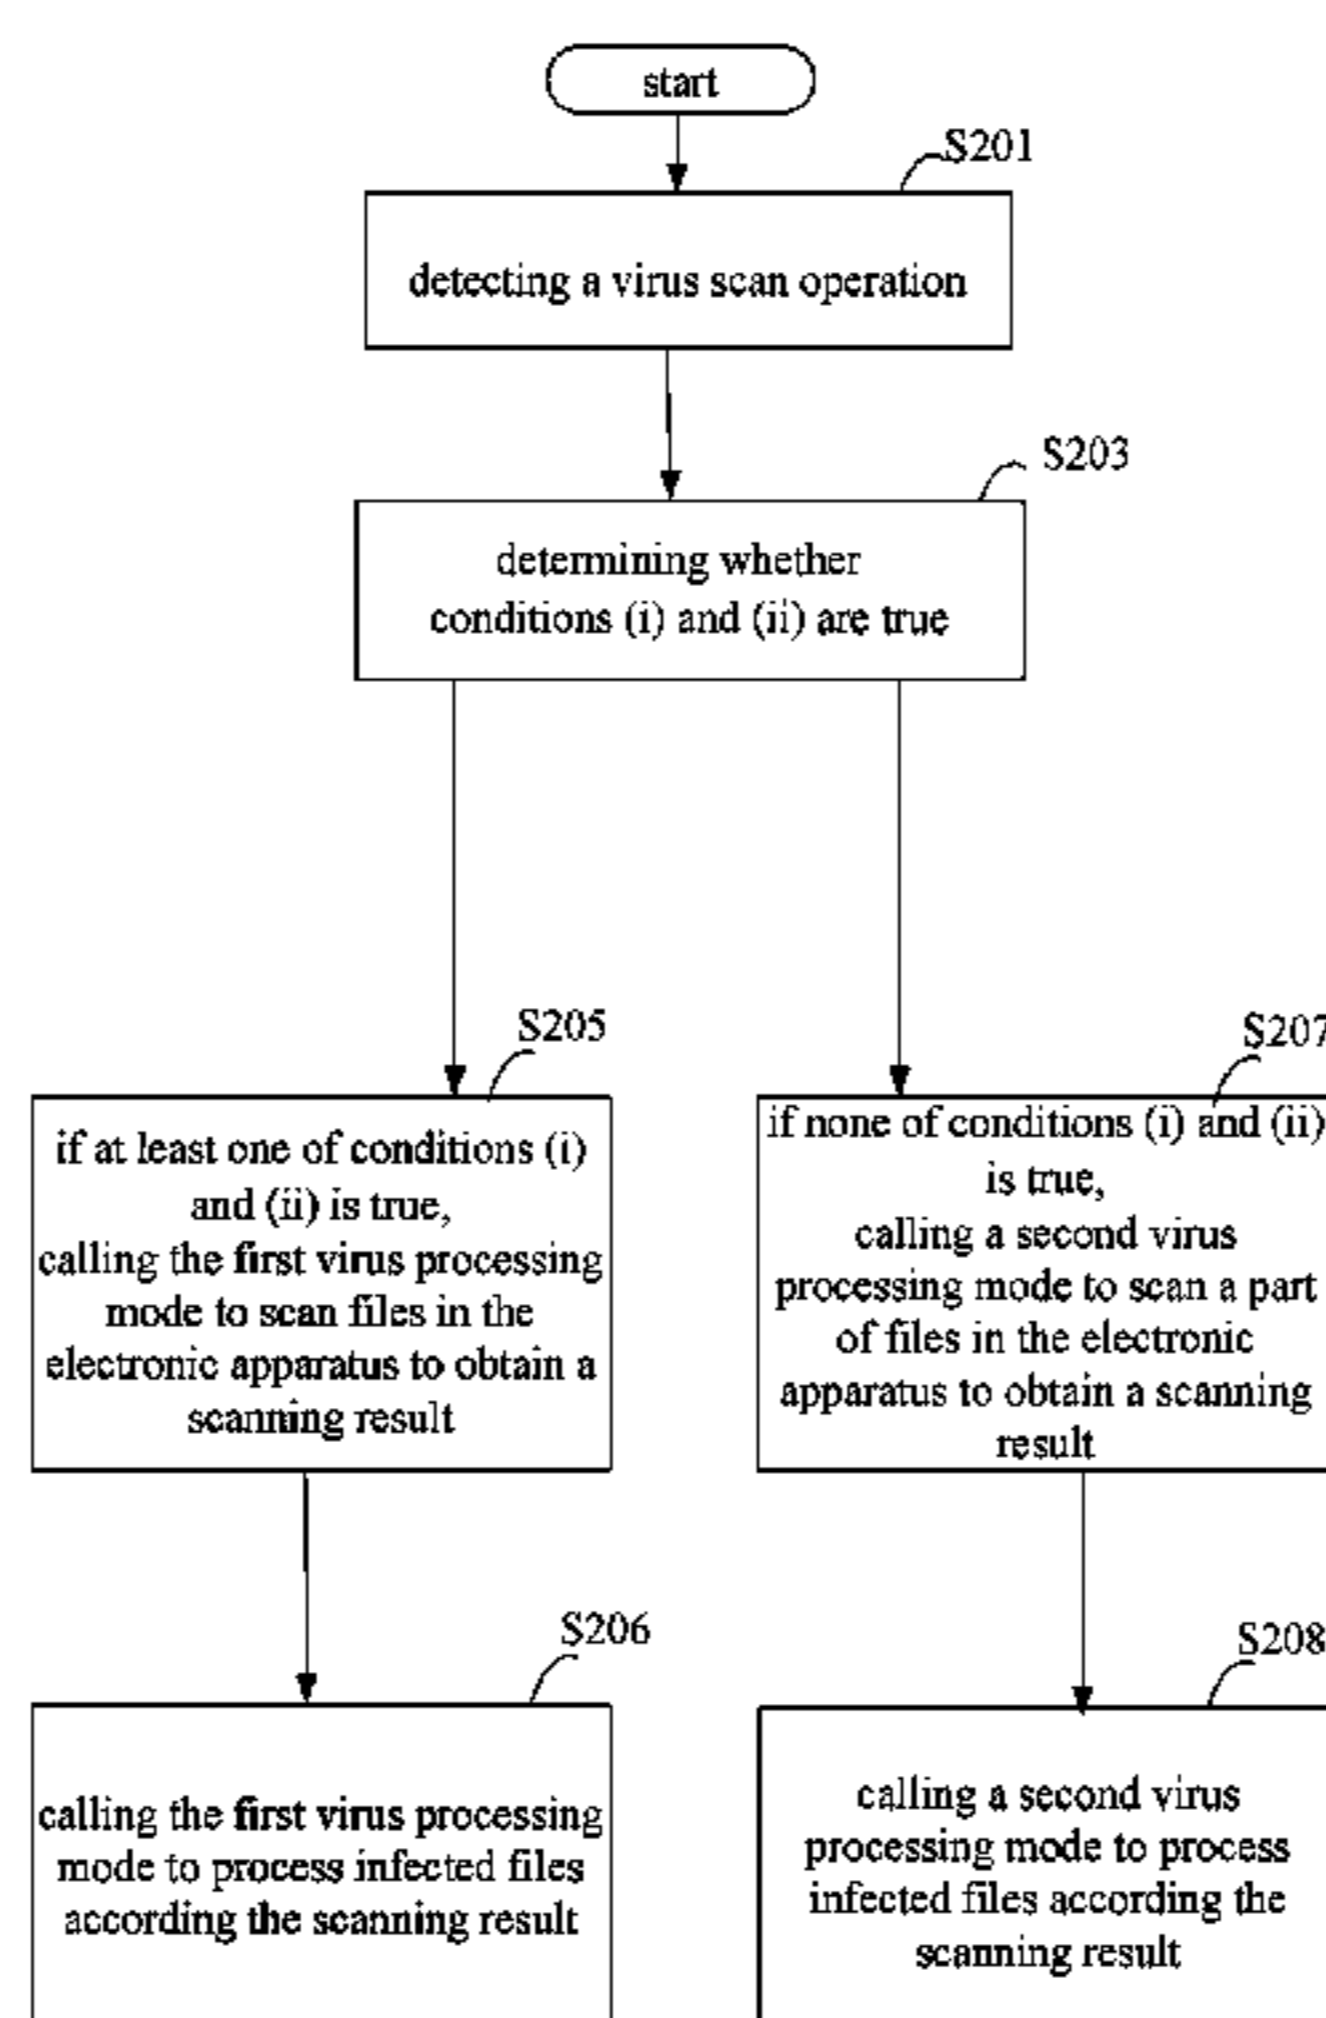 start
S201
detecting a virus scan operation
S203
determining whether
conditions (i) and (ii) are true
S205
if at least one of conditions (i)
and (ii) is true,
calling the first virus processing
mode to scan files in the
electronic apparatus to obtain a
scanning result
S207
if none of conditions (i) and (ii)
is true,
calling a second virus
processing mode to scan a part
of files in the electronic
apparatus to obtain a scanning
result
S206
calling the first virus processing
mode to process infected files
according the scanning result
S208
calling a second virus
processing mode to process
infected files according the
scanning result